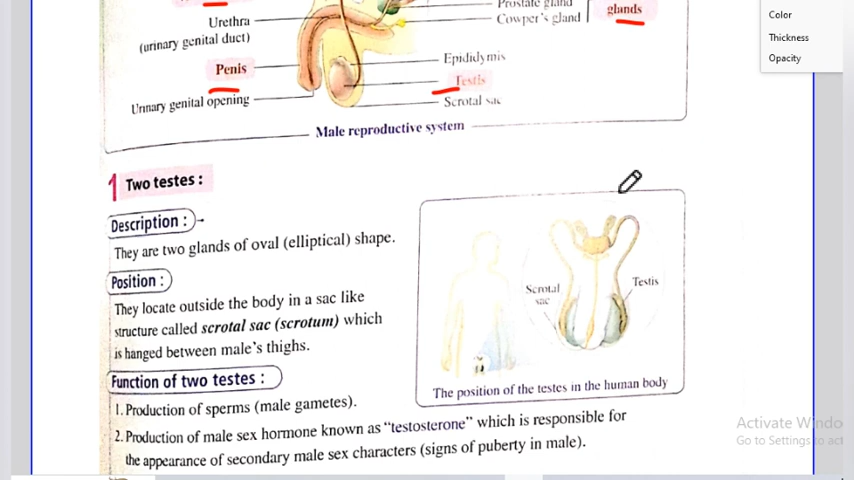 Color
Thickness
Opacity
Prostate gland
Cowper's gland
glands
Urethra
(urinary genital duct)
Penis
Urinary genital opening
Epididymis
Testis
Scrotal sac
Male reproductive system
1 Two testes :
Description :
They are two glands of oval (elliptical) shape.
Position :
They locate outside the body in a sac like
structure called scrotal sac (scrotum) which
is hanged between male's thighs.
Scrotal
sac
Testis
The position of the testes in the human body
Function of two testes :
1. Production of sperms (male gametes).
2. Production of male sex hormone known as "testosterone" which is responsible for
the appearance of secondary male sex characters (signs of puberty in male).
Activate Windo
Go to Settings to act